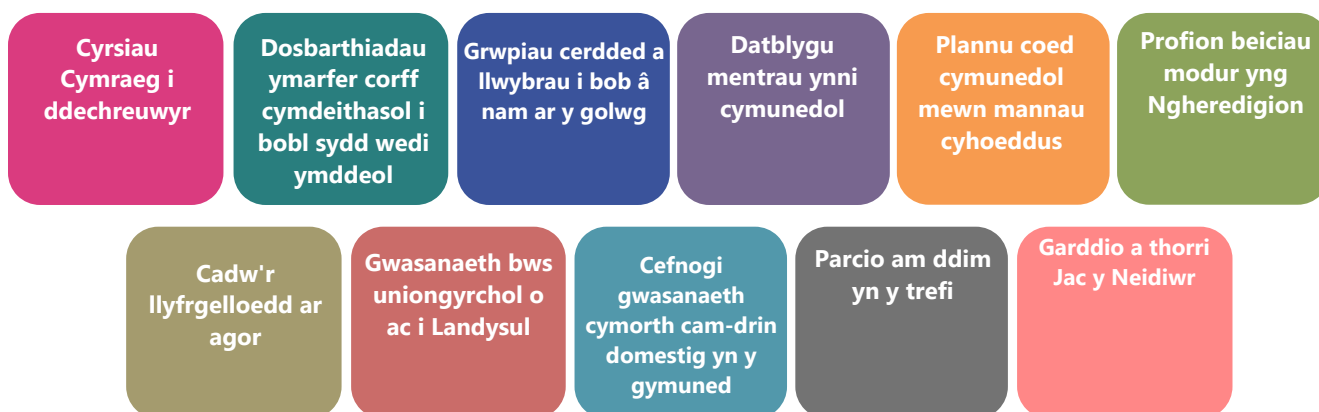 Cyrsiau
Cymraeg i
ddechreuwyr
Dosbarthiadau
ymarfer corff
cymdeithasol i
bobl sydd wedi
ymddeol
Grwpiau cerdded a
llwybrau i bob â
nam ar y golwg
Datblygu
mentrau ynni
cymunedol
Plannu coed
cymunedol
mewn mannau
cyhoeddus
Profion beiciau
modur yng
Ngheredigion
Cadw'r
llyfrgelloedd ar
agor
Gwasanaeth bws
uniongyrchol o
ac i Landysul
Cefnogi
gwasanaeth
cymorth cam-drin
domestig yn y
gymuned
Parcio am ddim
yn y trefi
Garddio a thorri
Jac y Neidiwr